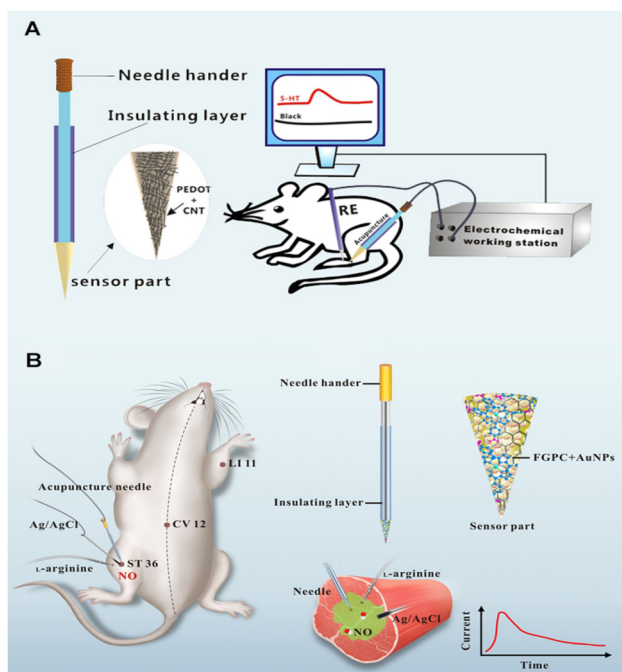 A
Needle hander
Insulating layer
PEDOT
+
CNT
sensor part
5-HT
Black
RE
Acupuncture
Electrochemical
working station
B
Needle hander
LI 11
Acupuncture needle
FGPC+AuNPs
Insulating layer
Ag/AgCl
CV 12
Sensor part
ST 36
L-arginine
NO
L-arginine
Needle
Ag/AgCl
NO
Current
Time